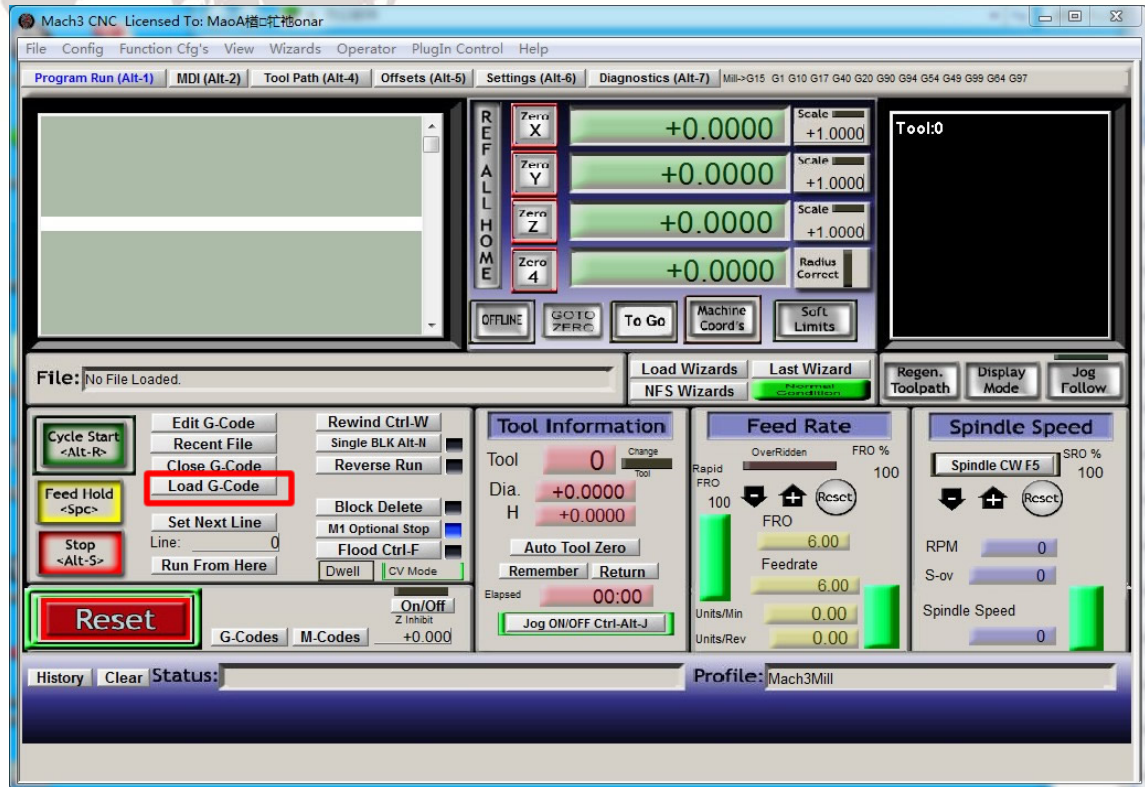 Mach3 CNC Licensed To: MaoA槛□牤衪onar
File Config Function Cfg's View Wizards Operator PlugIn Control Help
Program Run (Alt-1) MDI (Alt-2) Tool Path (Alt-4) Offsets (Alt-5) Settings (Alt-6) Diagnostics (Alt-7) Mill->G15 G1 G10 G17 G40 G20 G90 G94 G54 G49 G99 G64 G97
REF ALL HOME
Zero X +0.0000 Scale +1.0000
Zero Y +0.0000 Scale +1.0000
Zero Z +0.0000 Scale +1.0000
Zero 4 +0.0000 Radius Correct
OFFLINE GOTO ZERO To Go Machine Coord's Soft Limits
Tool:0
File: No File Loaded.
Load Wizards Last Wizard
NFS Wizards Normal Condition
Regen. Toolpath Display Mode Jog Follow
Cycle Start <Alt-R>
Feed Hold <Spc>
Stop <Alt-S>
Edit G-Code
Recent File
Close G-Code
Load G-Code
Set Next Line
Line: 0
Run From Here
Rewind Ctrl-W
Single BLK Alt-N
Reverse Run
Block Delete
M1 Optional Stop
Flood Ctrl-F
Dwell CV Mode
Reset
G-Codes M-Codes
On/Off
Z Inhibit
+0.000
Tool Information
Tool 0 Change Tool
Dia. +0.0000
H +0.0000
Auto Tool Zero
Remember Return
Elapsed 00:00
Jog ON/OFF Ctrl-Alt-J
Feed Rate
OverRidden FRO %
100
Rapid FRO
100
Reset
FRO
6.00
Feedrate
6.00
Units/Min 0.00
Units/Rev 0.00
Spindle Speed
Spindle CW F5
SRO %
100
Reset
RPM 0
S-ov 0
Spindle Speed
0
History Clear Status:
Profile: Mach3Mill